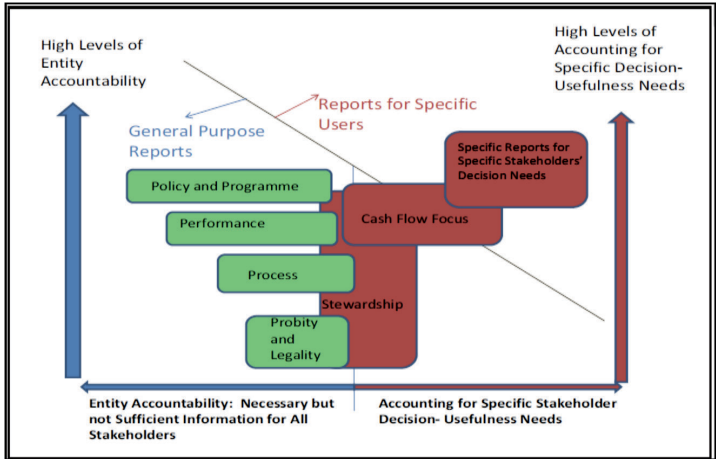 High Levels of
Entity
Accountability
High Levels of
Accounting for
Specific Decision-
Usefulness Needs
Reports for Specific
Users
General Purpose
Reports
Specific Reports for
Specific Stakeholders'
Decision Needs
Policy and Programme
Cash Flow Focus
Performance
Process
Stewardship
Probity
and
Legality
Entity Accountability: Necessary but
not Sufficient Information for All
Stakeholders
Accounting for Specific Stakeholder
Decision- Usefulness Needs